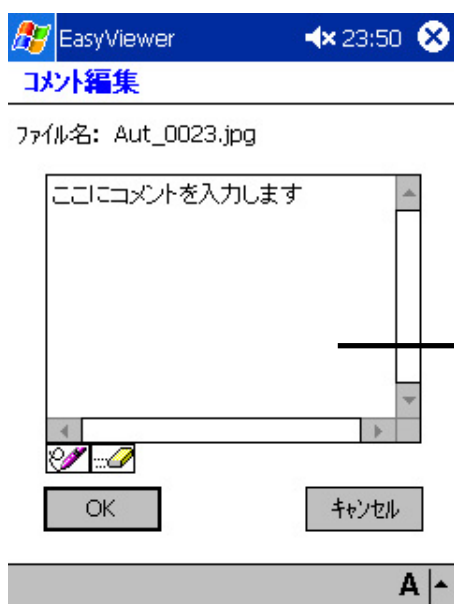 EasyViewer 23:50
コメント編集
ファイル名: Aut_0023.jpg
ここにコメントを入力します
OK キャンセル
A